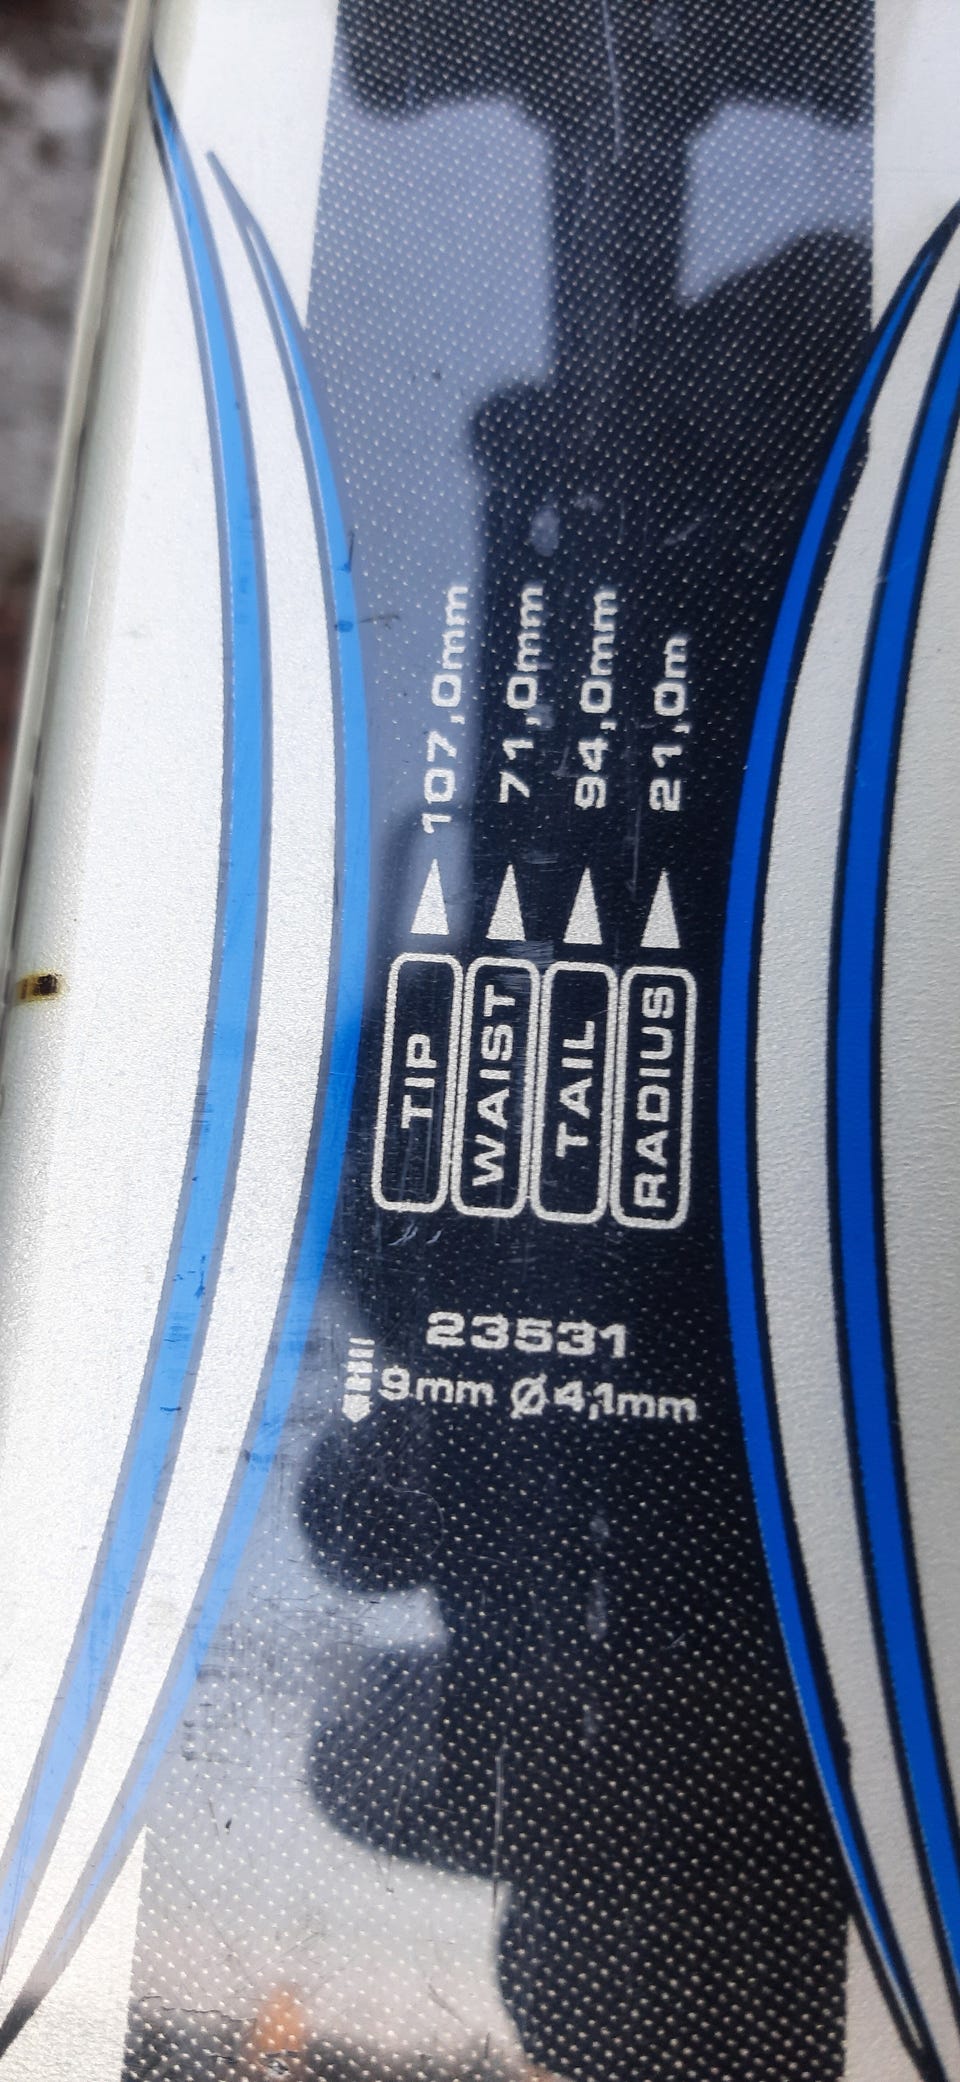 TIP 107,0mm
WAIST 71,0mm
TAIL 94,0mm
RADIUS 21,0m
23531
9mm Ø4,1mm